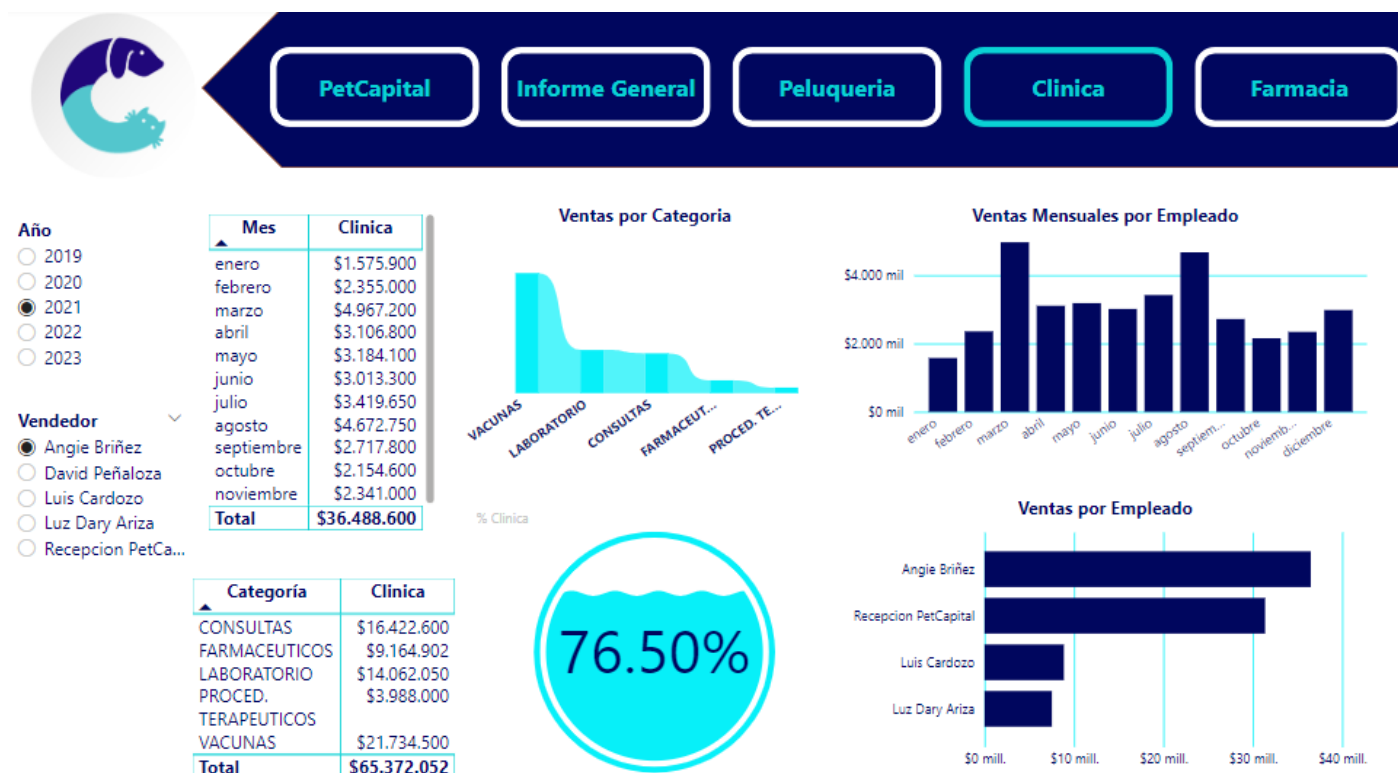 PetCapital
Informe General
Peluqueria
Clinica
Farmacia
Año
2019
2020
2021
2022
2023
Vendedor
Angie Briñez
David Peñaloza
Luis Cardozo
Luz Dary Ariza
Recepcion PetCa...
Mes Clinica
enero $1.575.900
febrero $2.355.000
marzo $4.967.200
abril $3.106.800
mayo $3.184.100
junio $3.013.300
julio $3.419.650
agosto $4.672.750
septiembre $2.717.800
octubre $2.154.600
noviembre $2.341.000
Total $36.488.600
Categoría Clinica
CONSULTAS $16.422.600
FARMACEUTICOS $9.164.902
LABORATORIO $14.062.050
PROCED. $3.988.000
TERAPEUTICOS
VACUNAS $21.734.500
Total $65.372.052
Ventas por Categoria
VACUNAS
LABORATORIO
CONSULTAS
FARMACEUT...
PROCED. TE...
% Clinica
76.50%
Ventas Mensuales por Empleado
$4.000 mil
$2.000 mil
$0 mil
enero
febrero
marzo
abril
mayo
junio
julio
agosto
septiem...
octubre
noviemb...
diciembre
Ventas por Empleado
Angie Briñez
Recepcion PetCapital
Luis Cardozo
Luz Dary Ariza
$0 mill. $10 mill. $20 mill. $30 mill. $40 mill.